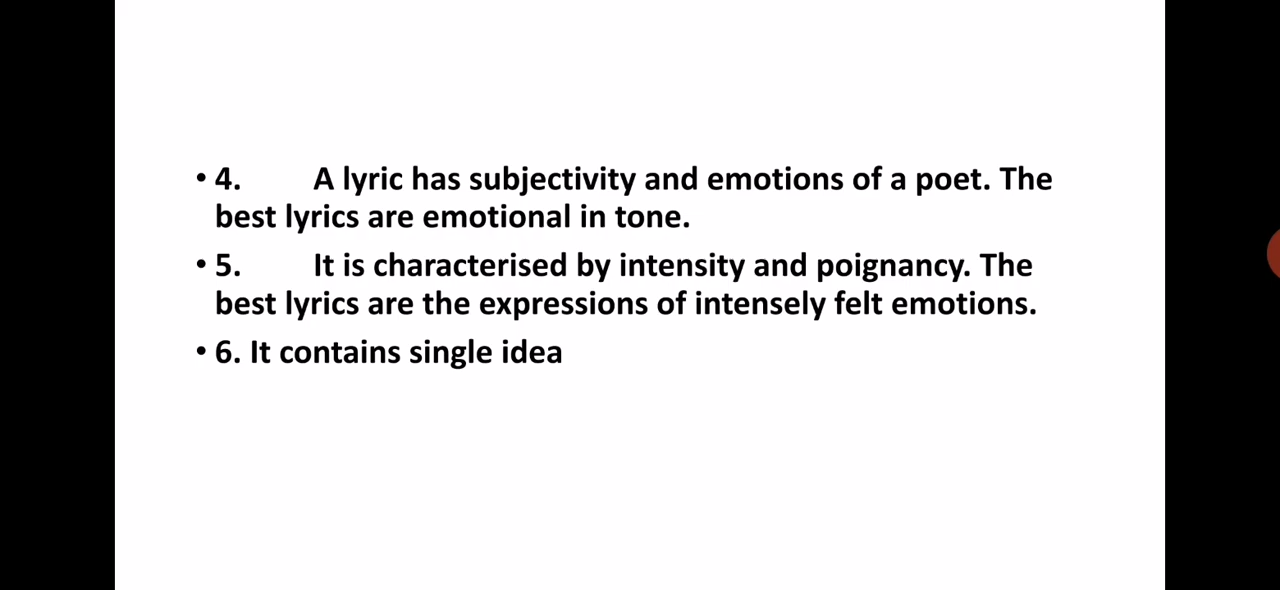 • 4. A lyric has subjectivity and emotions of a poet. The
best lyrics are emotional in tone.
• 5. It is characterised by intensity and poignancy. The
best lyrics are the expressions of intensely felt emotions.
• 6. It contains single idea